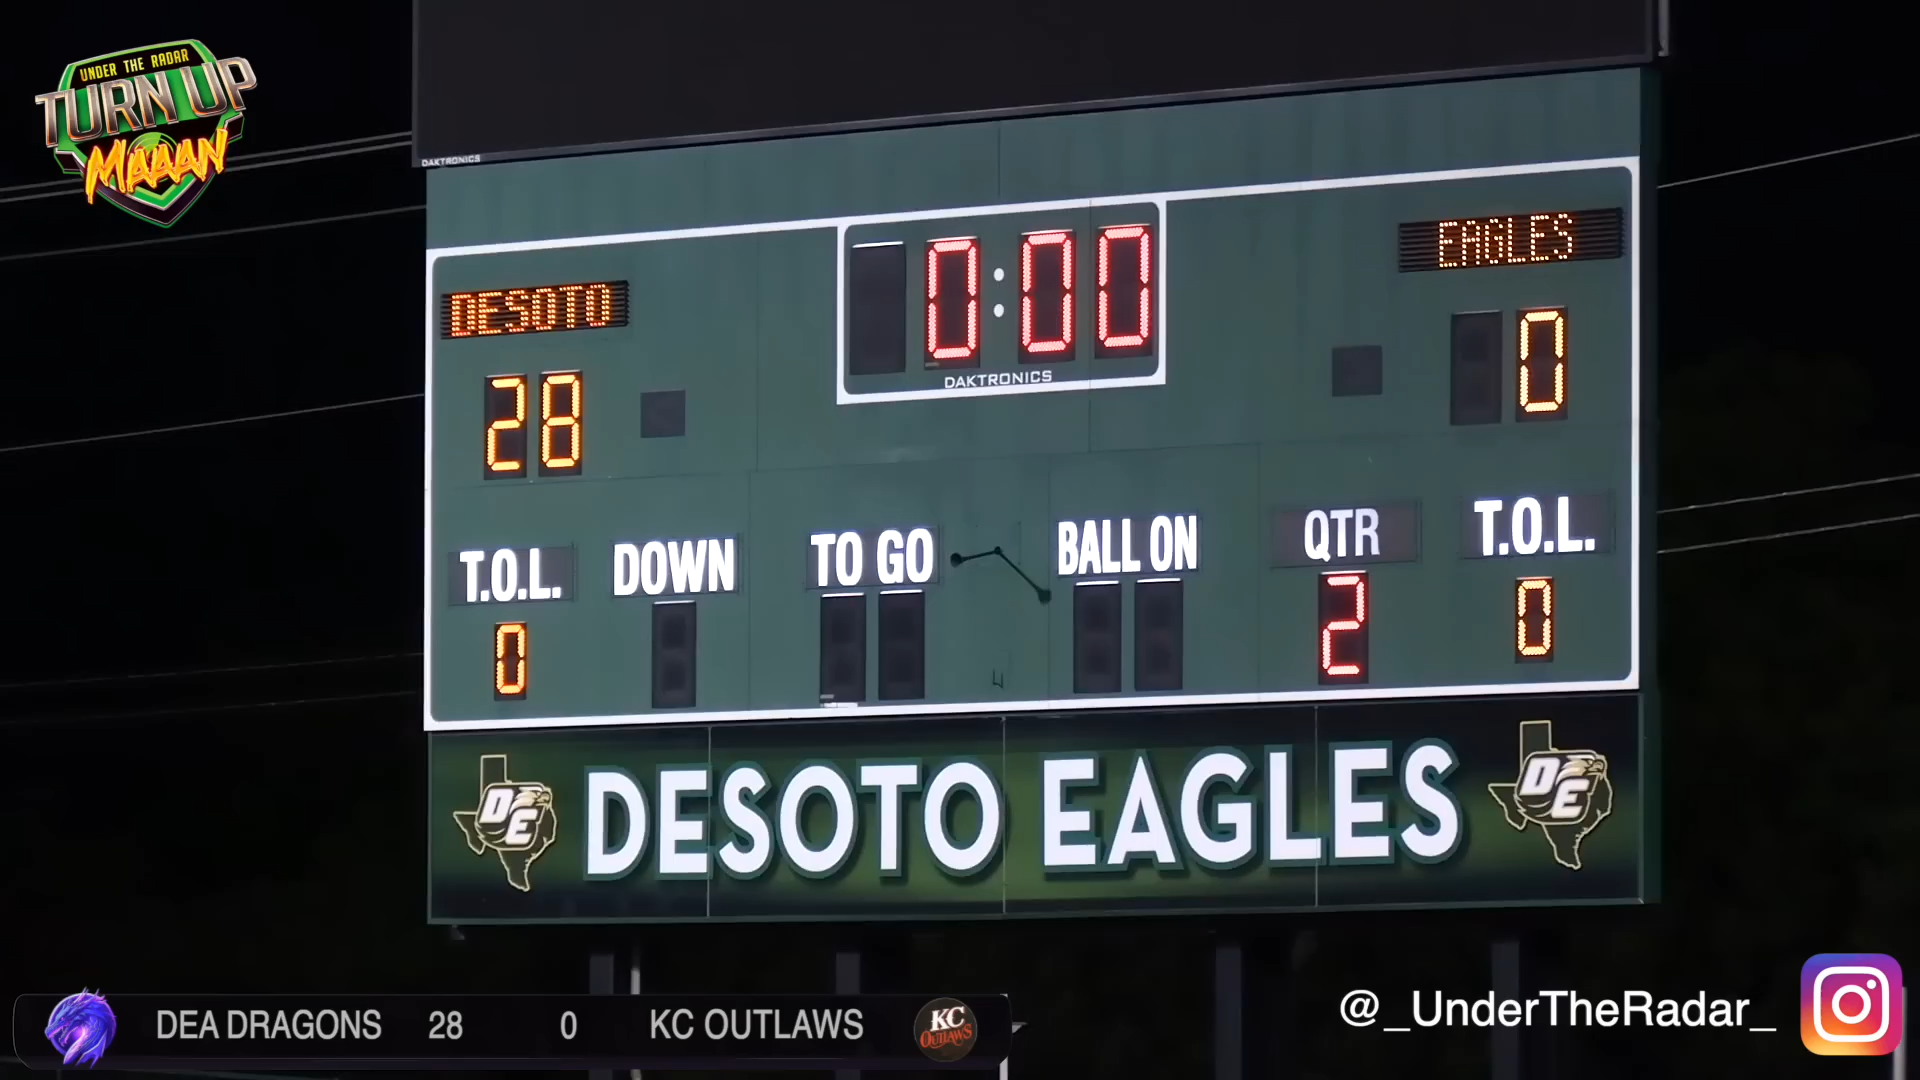 UNDER THE RADAR
TURN UP
MAAAN
DAKTRONICS
DESOTO
0:00
EAGLES
DAKTRONICS
28
0
T.O.L.
DOWN
TO GO
BALL ON
QTR
T.O.L.
0
2
0
DESOTO EAGLES
DE
DE
DEA DRAGONS 28 0 KC OUTLAWS
KC
OUTLAWS
@_UnderTheRadar_